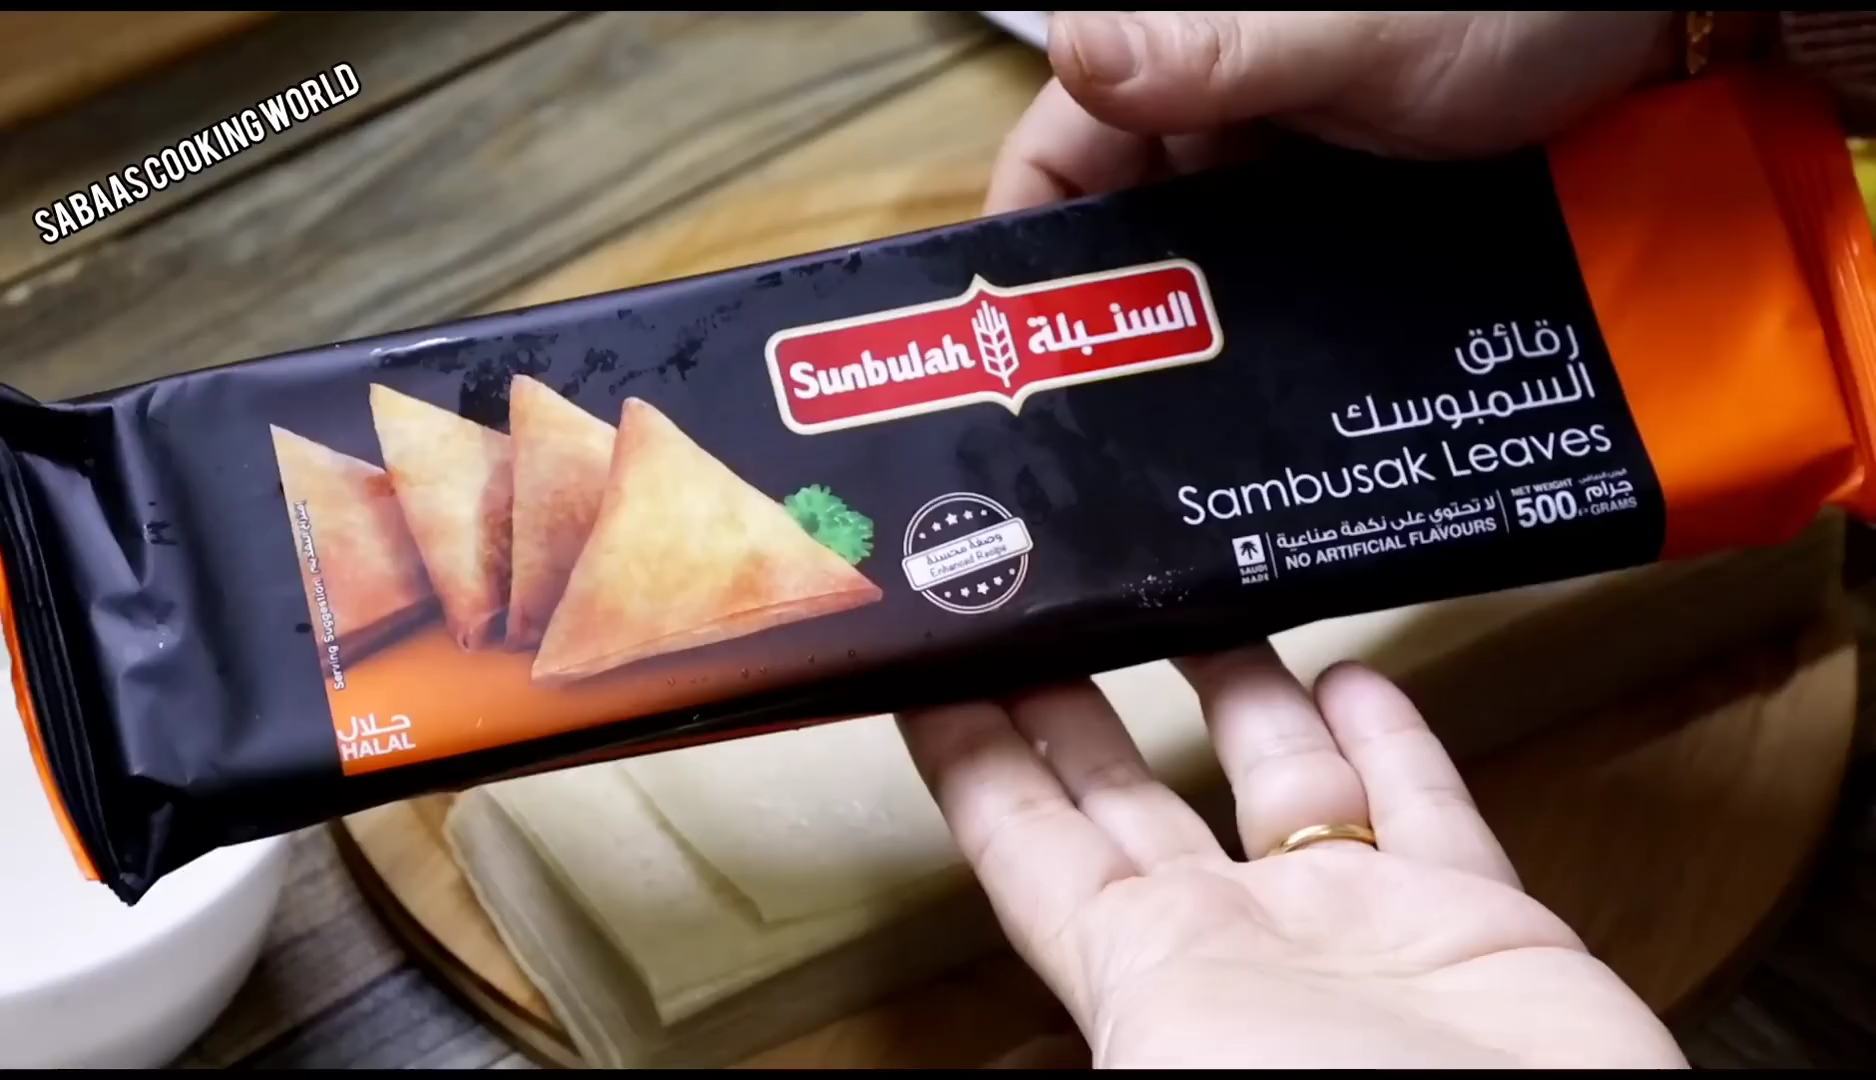 SABAAS COOKING WORLD
Sunbulah السنبلة
رقائق
السمبوسك
Sambusak Leaves
SAUDI
MADE
لا تحتوي على نكهة صناعية
NO ARTIFICIAL FLAVOURS
NET WEIGHT
500 جرام
e GRAMS
وصفة محسنة
Enhanced Recipe
Serving Suggestion
حلال
HALAL